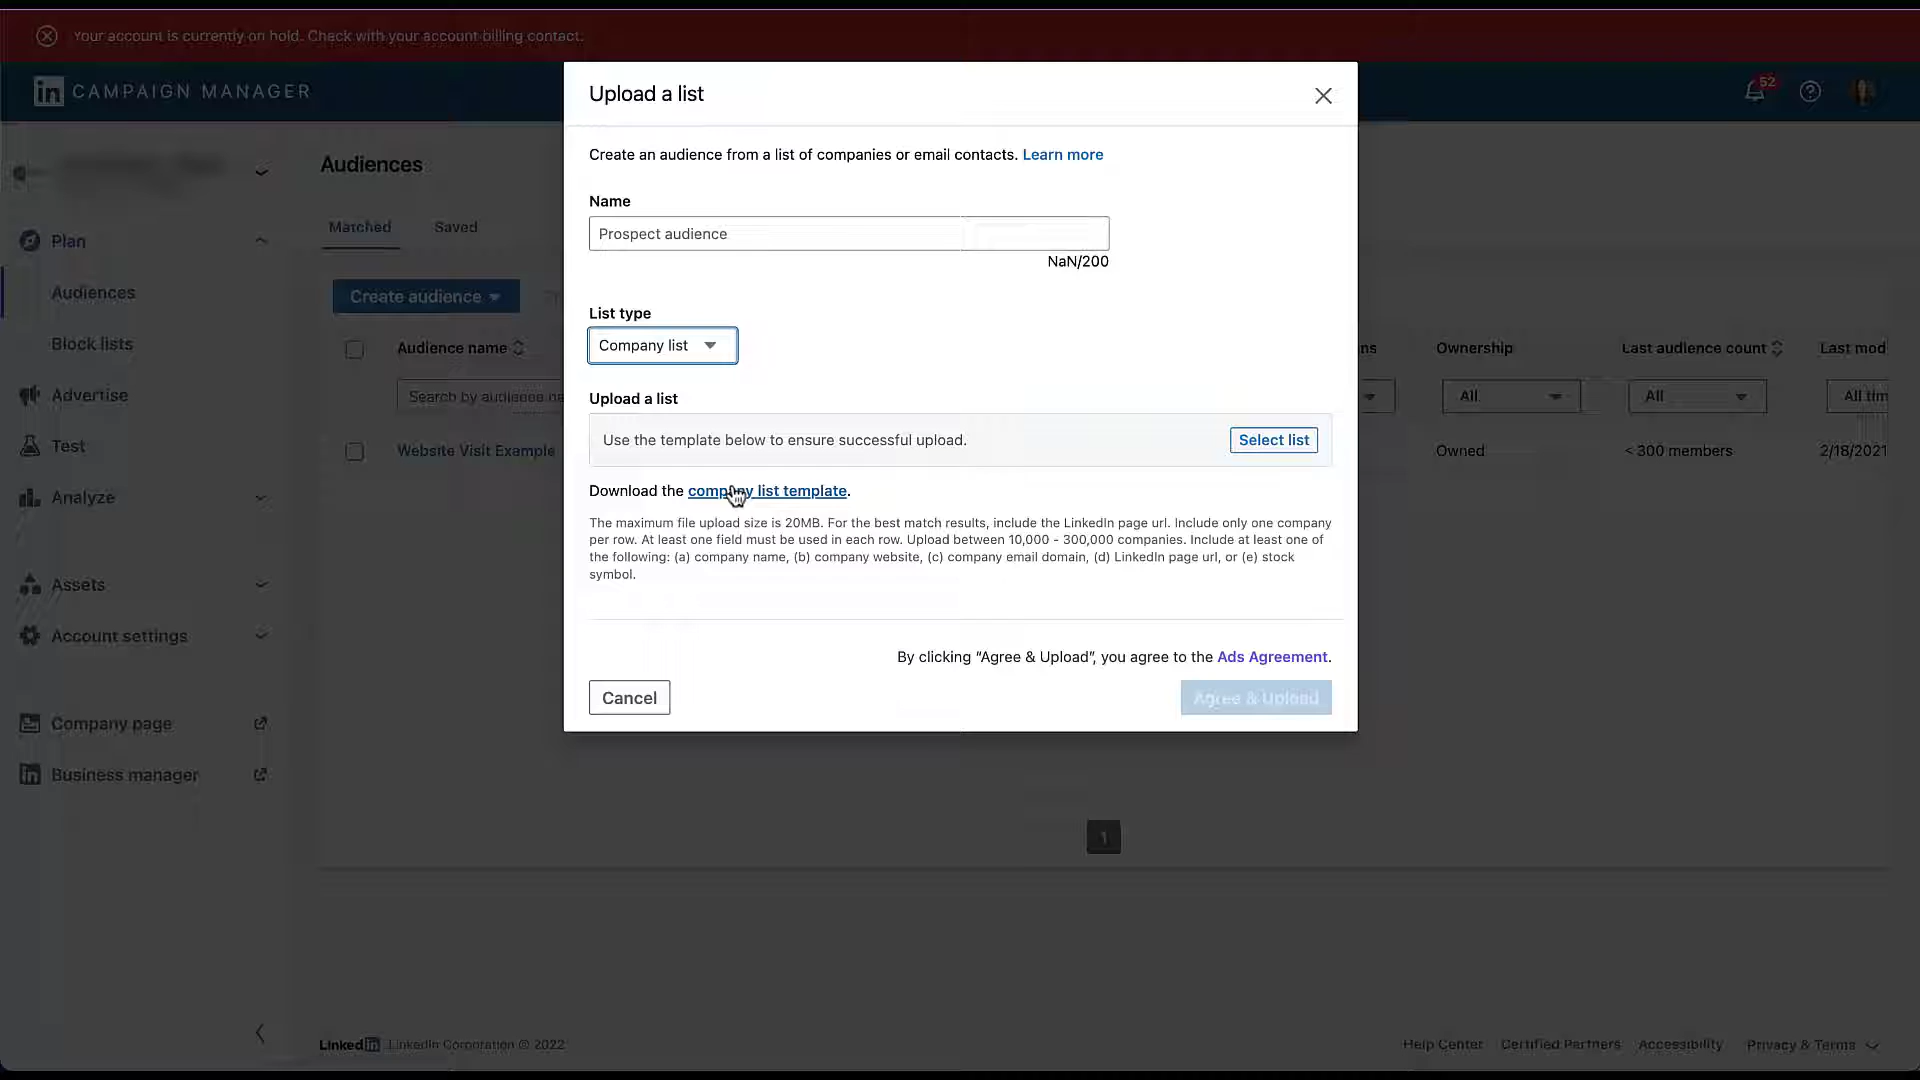 Your account is currently on hold. Check with your account billing contact.
in CAMPAIGN MANAGER
52
Upload a list
Create an audience from a list of companies or email contacts. Learn more
Name
Prospect audience
NaN/200
List type
Company list
Upload a list
Use the template below to ensure successful upload.
Select list
Download the company list template.
The maximum file upload size is 20MB. For the best match results, include the LinkedIn page url. Include only one company
per row. At least one field must be used in each row. Upload between 10,000 - 300,000 companies. Include at least one of
the following: (a) company name, (b) company website, (c) company email domain, (d) LinkedIn page url, or (e) stock
symbol.
By clicking “Agree & Upload”, you agree to the Ads Agreement.
Cancel
Agree & Upload
Plan
Audiences
Block lists
Advertise
Test
Analyze
Assets
Account settings
Company page
Business manager
Audiences
Matched
Saved
Create audience
Audience name
Ownership
Last audience count
Last mod
Search by audience na
All
All
All tim
Website Visit Example
Owned
< 300 members
2/18/2021
1
LinkedIn LinkedIn Corporation © 2022
Help Center
Certified Partners
Accessibility
Privacy & Terms